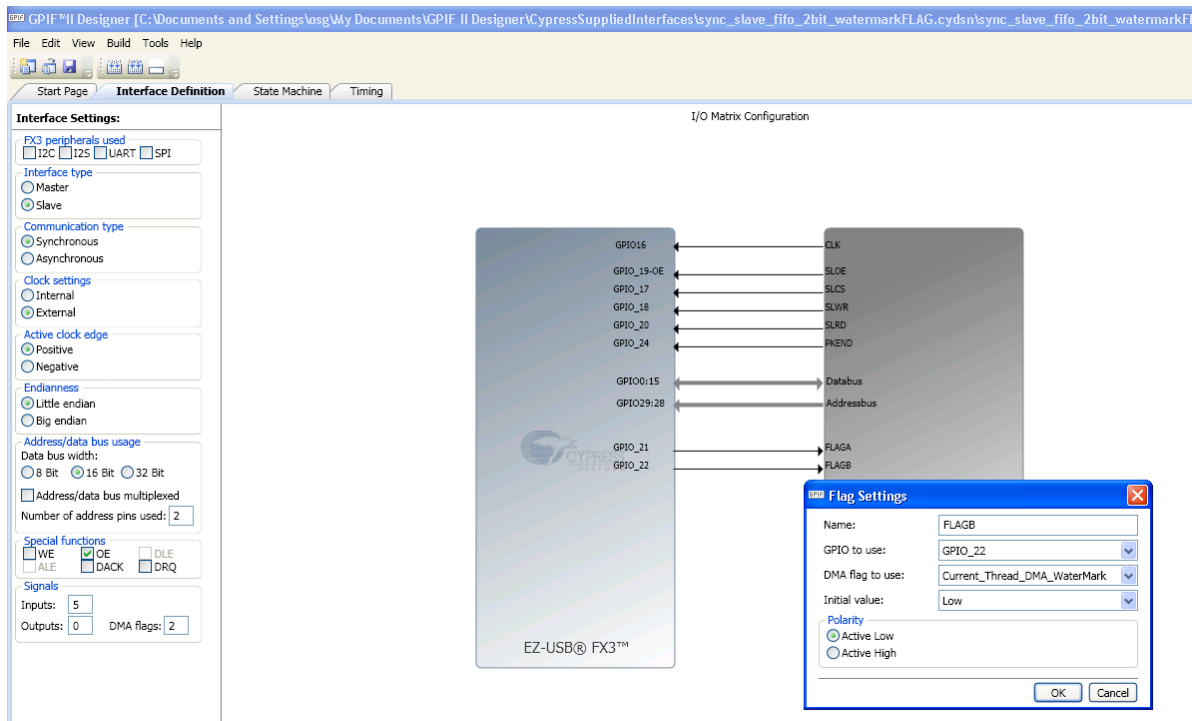 GPIF™II Designer [C:\Documents and Settings\osg\My Documents\GPIF II Designer\CypressSuppliedInterfaces\sync_slave_fifo_2bit_watermarkFLAG.cydsn\sync_slave_fifo_2bit_watermarkFL
File Edit View Build Tools Help
Start Page Interface Definition State Machine Timing
Interface Settings:
FX3 peripherals used
I2C I2S UART SPI
Interface type
Master
Slave
Communication type
Synchronous
Asynchronous
Clock settings
Internal
External
Active clock edge
Positive
Negative
Endianness
Little endian
Big endian
Address/data bus usage
Data bus width:
8 Bit 16 Bit 32 Bit
Address/data bus multiplexed
Number of address pins used: 2
Special functions
WE OE DLE
ALE DACK DRQ
Signals
Inputs: 5
Outputs: 0 DMA flags: 2
I/O Matrix Configuration
GPIO16 CLK
GPIO_19-OE SLOE
GPIO_17 SLCS
GPIO_18 SLWR
GPIO_20 SLRD
GPIO_24 PKEND
GPIO0:15 Databus
GPIO29:28 Addressbus
GPIO_21 FLAGA
CYPRESS
GPIO_22 FLAGB
EZ-USB® FX3™
GPIF Flag Settings
Name: FLAGB
GPIO to use: GPIO_22
DMA flag to use: Current_Thread_DMA_WaterMark
Initial value: Low
Polarity
Active Low
Active High
OK Cancel